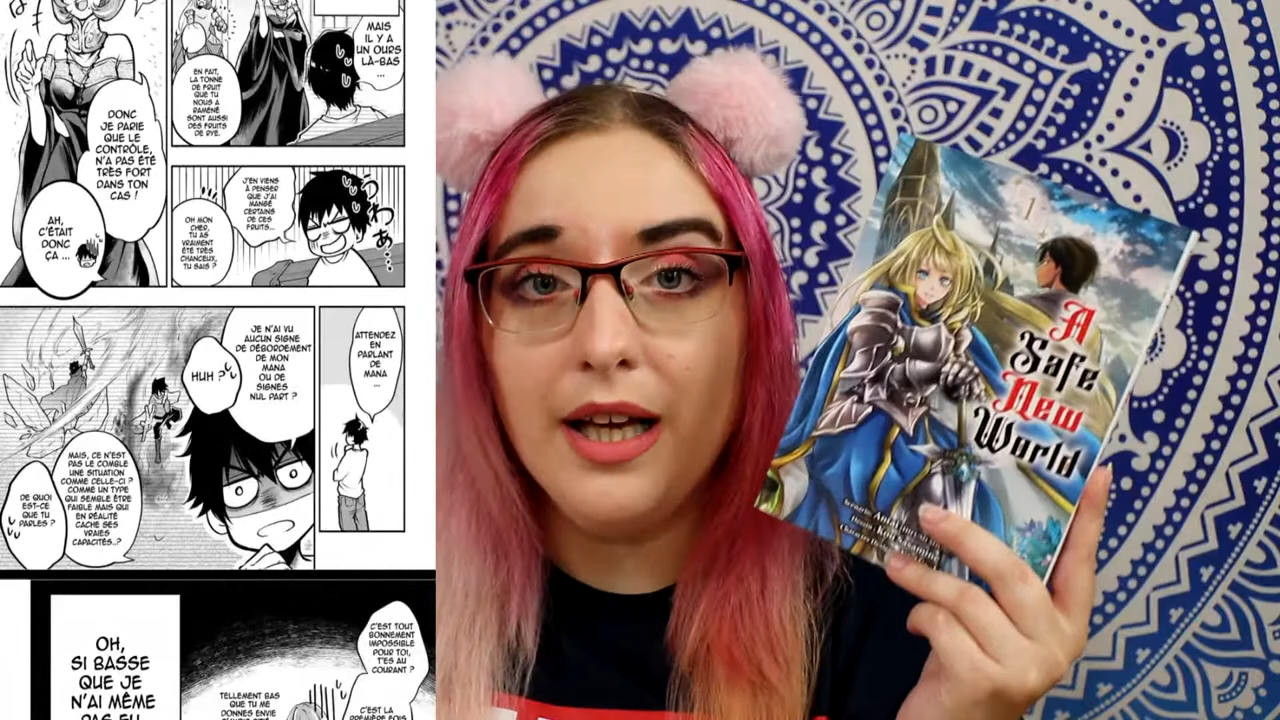 MAIS
IL Y A
UN OURS
LÀ-BAS
...
EN FAIT,
LA TONNE
DE FRUIT
QUE TU
NOUS A
RAMENÉ
SONT AUSSI
DES FRUITS
DE RYE.
DONC
JE PARIE
QUE LE
CONTRÔLE,
N'A PAS ÉTÉ
TRÈS FORT
DANS TON
CAS !
AH,
C'ÉTAIT
DONC
ÇA ...
J'EN VIENS
À PENSER
QUE J'AI
MANGÉ
CERTAINS
DE CES
FRUITS...
OH MON
CHER,
TU AS
VRAIMENT
ÉTÉ TRÈS
CHANCEUX,
TU SAIS ?
ATTENDEZ
EN
PARLANT
DE MANA
...
JE N'AI VU
AUCUN SIGNE
DE DÉBORDEMENT
DE MON
MANA
OU DE
SIGNES
NUL PART ?
HUH ?
MAIS, CE N'EST
PAS LE COMBLE
UNE SITUATION
COMME CELLE-CI ?
COMME UN TYPE
QUI SEMBLE ÊTRE
FAIBLE MAIS QUI
EN RÉALITÉ
CACHE SES
VRAIES
CAPACITÉS..?
DE QUOI
EST-CE
QUE TU
PARLES ?
OH,
SI BASSE
QUE JE
N'AI MÊME
PAS EU
C'EST TOUT
BONNEMENT
IMPOSSIBLE
POUR TOI,
T'ES AU
COURANT ?
TELLEMENT BAS
QUE TU ME
DONNES ENVIE
C'EST LA
PREMIÈRE FOIS
1
A
Safe
New
World